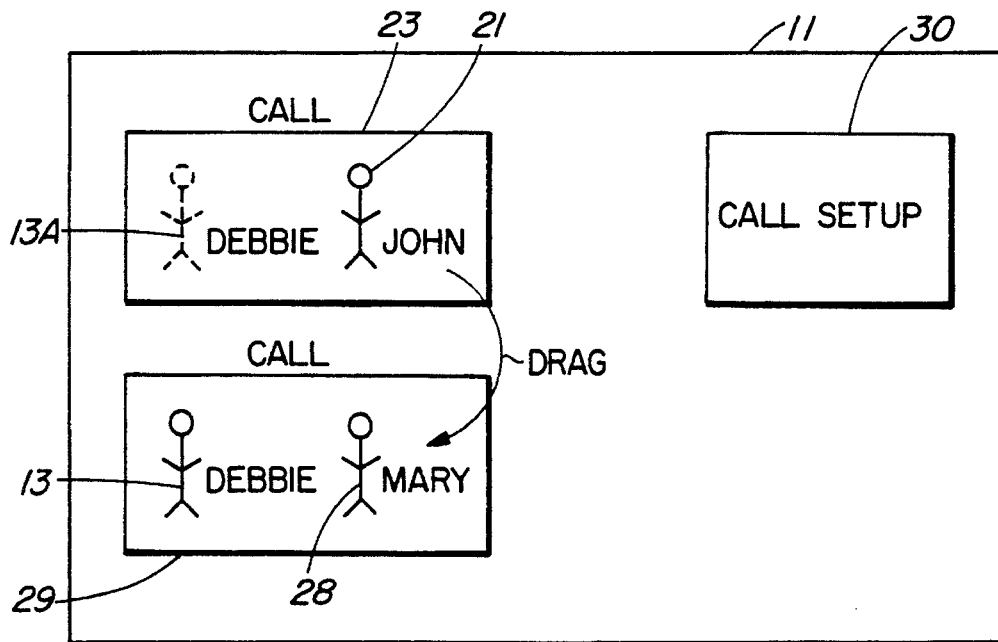 23 21 11 30
CALL
13A DEBBIE JOHN
CALL SETUP
CALL
DRAG
13 DEBBIE MARY
29 28